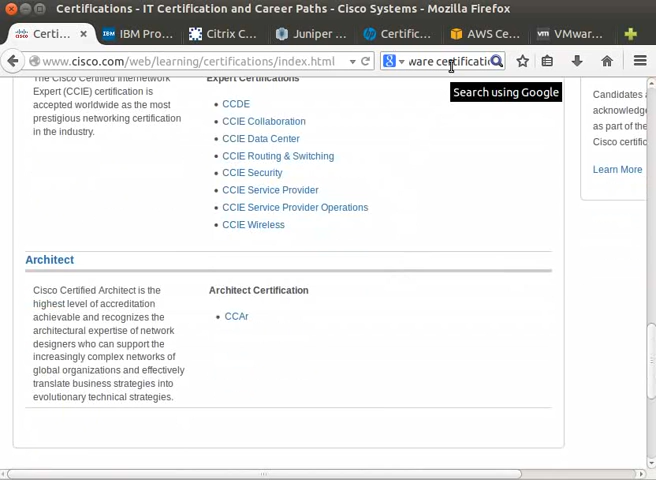 Certifications - IT Certification and Career Paths - Cisco Systems - Mozilla Firefox
Certi...
IBM Pro...
Citrix C...
Juniper ...
Certific...
AWS Ce...
VMwar...
www.cisco.com/web/learning/certifications/index.html
ware certificati
Search using Google
The Cisco Certified Internetwork
Expert (CCIE) certification is
accepted worldwide as the most
prestigious networking certification
in the industry.
Expert Certifications
CCDE
CCIE Collaboration
CCIE Data Center
CCIE Routing & Switching
CCIE Security
CCIE Service Provider
CCIE Service Provider Operations
CCIE Wireless
Candidates a
acknowledge
as part of the
Cisco certific
Learn More
Architect
Cisco Certified Architect is the
highest level of accreditation
achievable and recognizes the
architectural expertise of network
designers who can support the
increasingly complex networks of
global organizations and effectively
translate business strategies into
evolutionary technical strategies.
Architect Certification
CCAr